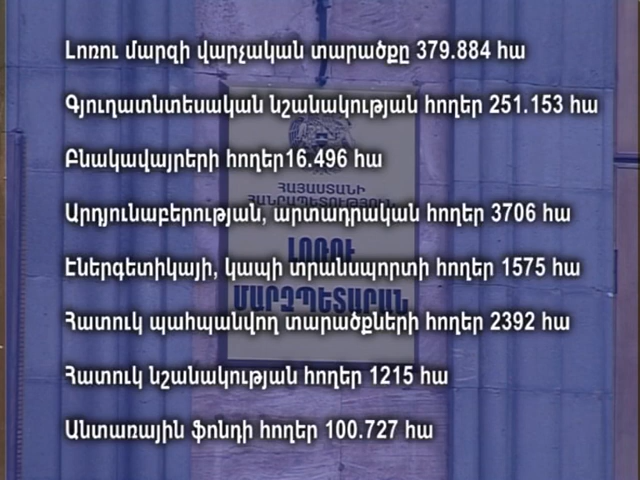 Լոռու մարզի վարչական տարածքը 379.884 հա
Գյուղատնտեսական նշանակության հողեր 251.153 հա
Բնակավայրերի հողեր16.496 հա
ՀԱՅԱՍՏԱՆԻ
ՀԱՆՐԱՊԵՏՈՒԹՅՈՒՆ
Արդյունաբերության, արտադրական հողեր 3706 հա
ԼՈՌՈՒ
Էներգետիկայի, կապի տրանսպորտի հողեր 1575 հա
ՄԱՐԶՊԵՏԱՐԱՆ
Հատուկ պահպանվող տարածքների հողեր 2392 հա
Հատուկ նշանակության հողեր 1215 հա
Անտառային ֆոնդի հողեր 100.727 հա